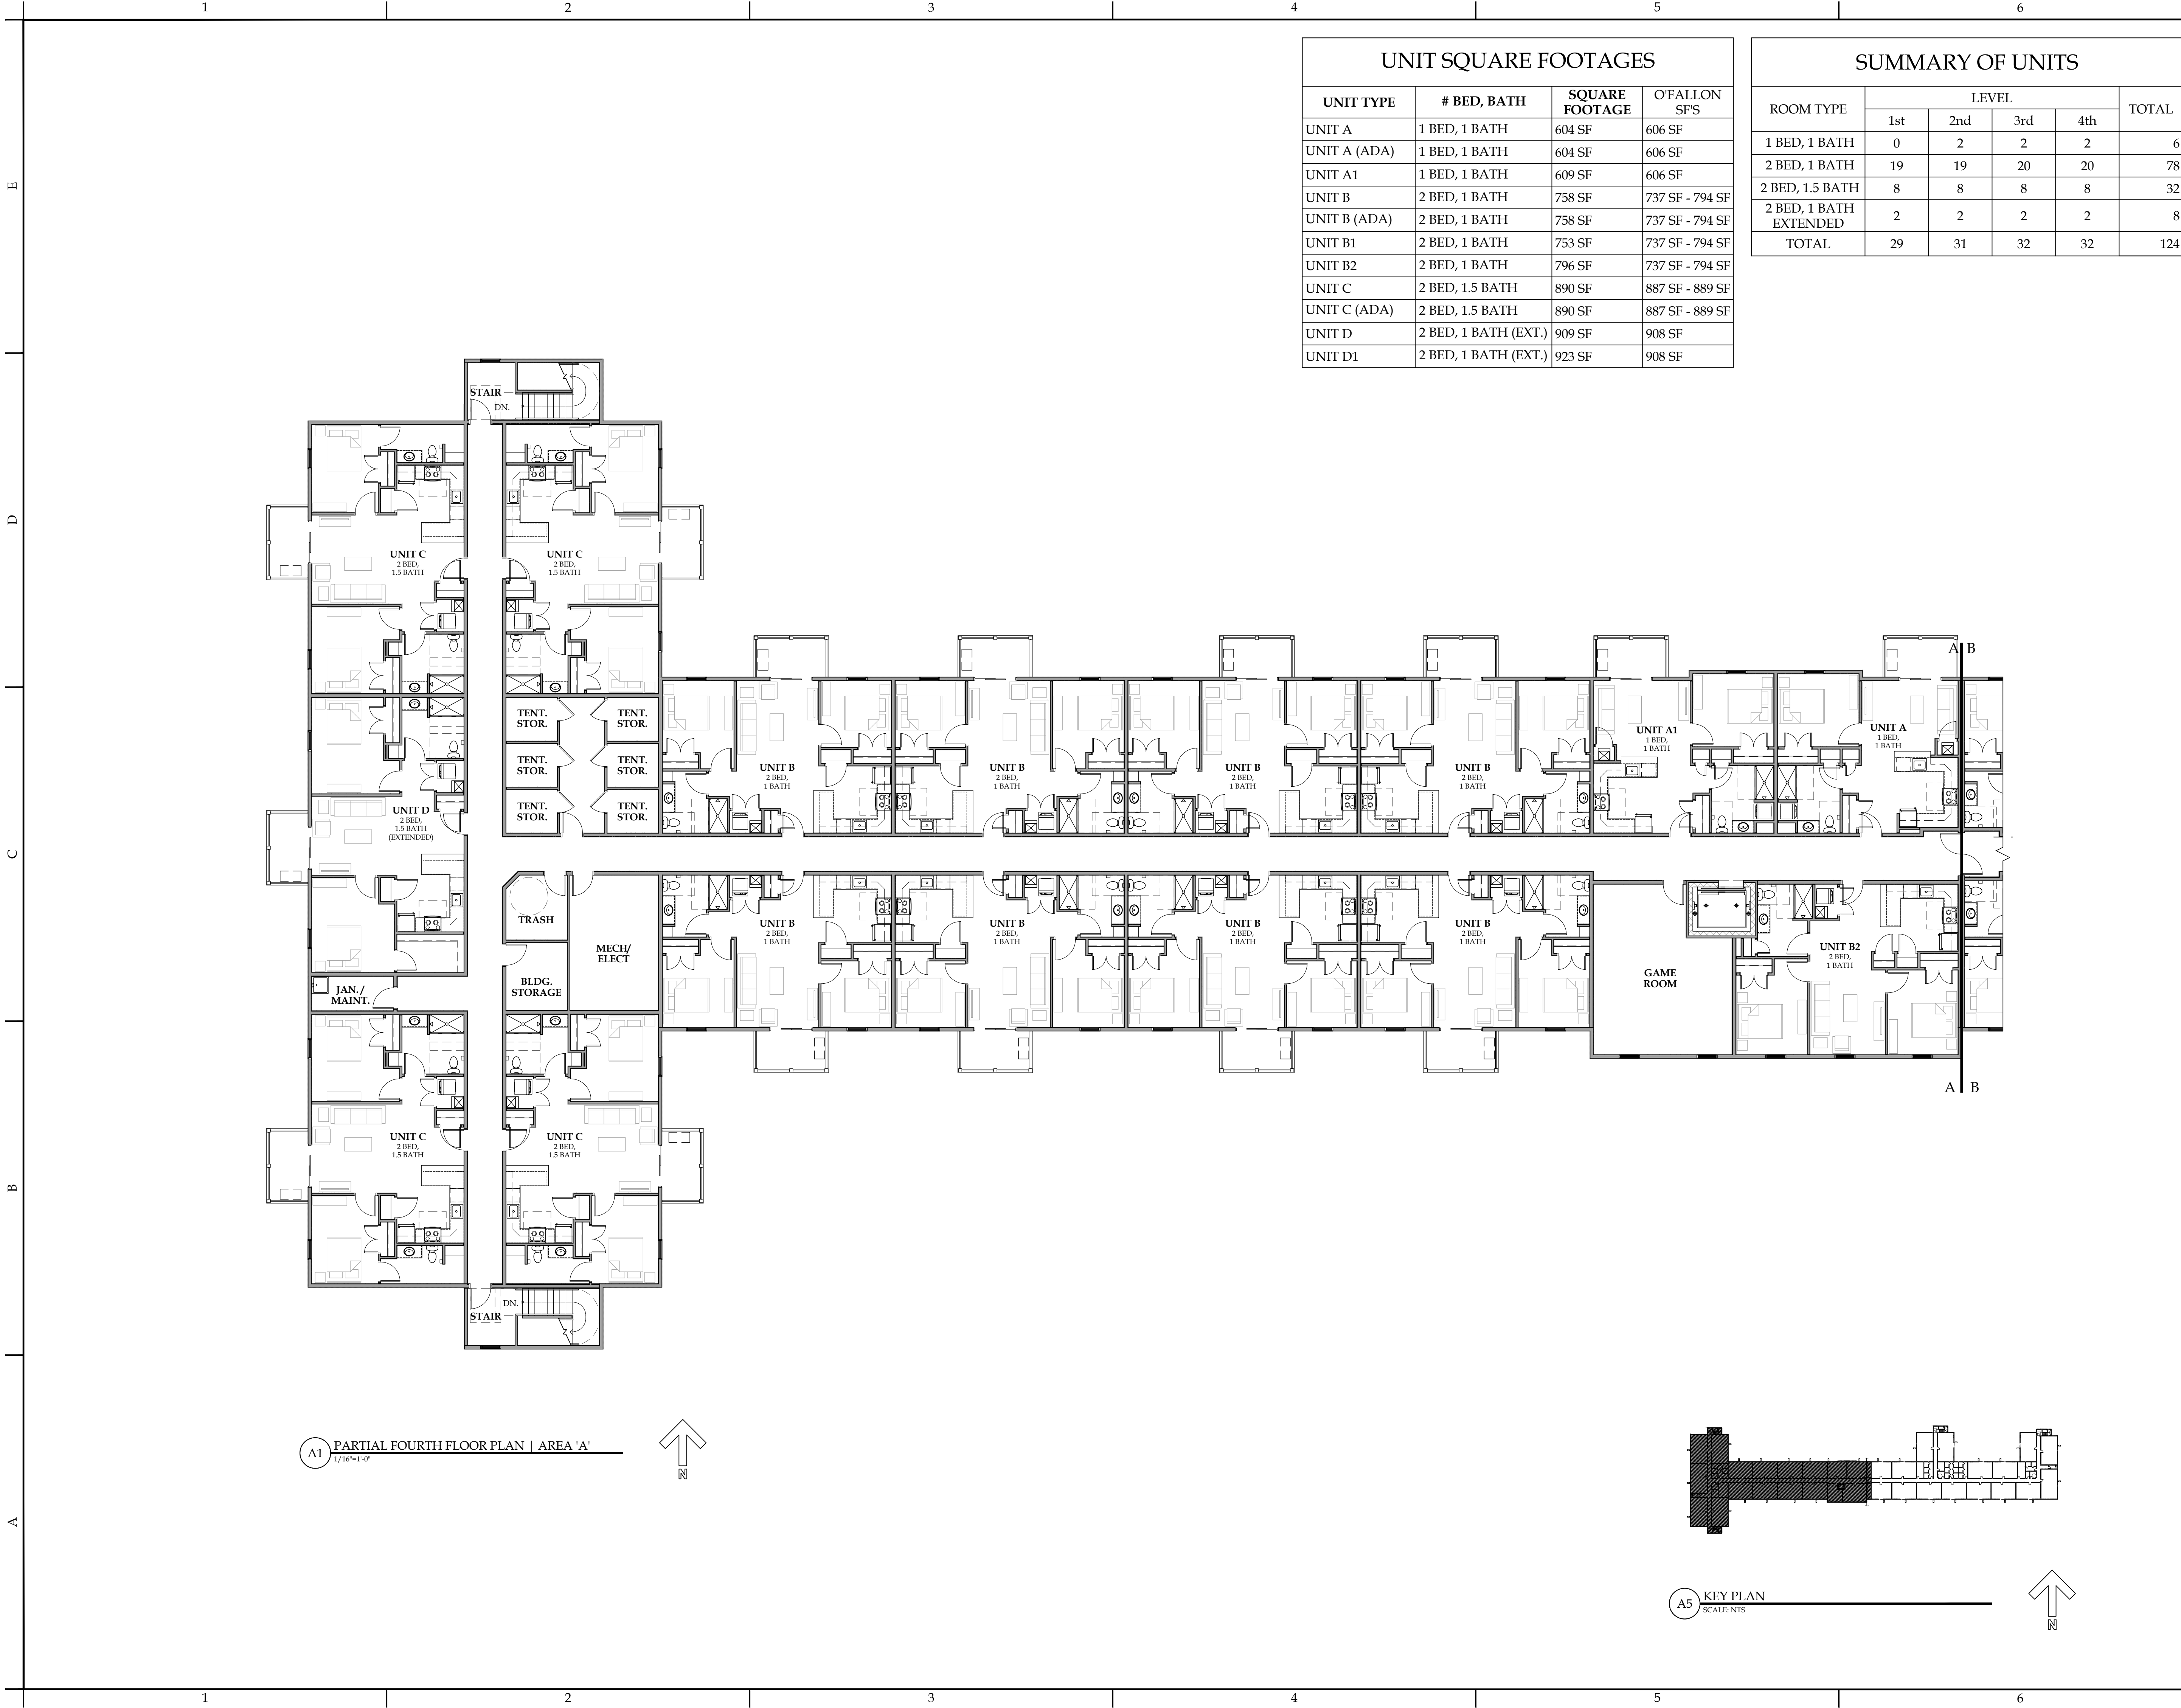 1 2 3 4 5 6
UNIT SQUARE FOOTAGES
UNIT TYPE # BED, BATH SQUARE FOOTAGE O'FALLON SF'S
UNIT A 1 BED, 1 BATH 604 SF 606 SF
UNIT A (ADA) 1 BED, 1 BATH 604 SF 606 SF
UNIT A1 1 BED, 1 BATH 609 SF 606 SF
UNIT B 2 BED, 1 BATH 758 SF 737 SF - 794 SF
UNIT B (ADA) 2 BED, 1 BATH 758 SF 737 SF - 794 SF
UNIT B1 2 BED, 1 BATH 753 SF 737 SF - 794 SF
UNIT B2 2 BED, 1 BATH 796 SF 737 SF - 794 SF
UNIT C 2 BED, 1.5 BATH 890 SF 887 SF - 889 SF
UNIT C (ADA) 2 BED, 1.5 BATH 890 SF 887 SF - 889 SF
UNIT D 2 BED, 1 BATH (EXT.) 909 SF 908 SF
UNIT D1 2 BED, 1 BATH (EXT.) 923 SF 908 SF
SUMMARY OF UNITS
ROOM TYPE LEVEL TOTAL
1st 2nd 3rd 4th
1 BED, 1 BATH 0 2 2 2 6
2 BED, 1 BATH 19 19 20 20 78
2 BED, 1.5 BATH 8 8 8 8 32
2 BED, 1 BATH EXTENDED 2 2 2 2 8
TOTAL 29 31 32 32 124
E
D
C
B
A
STAIR
DN.
UNIT C
2 BED,
1.5 BATH
UNIT C
2 BED,
1.5 BATH
A B
TENT. STOR.
TENT. STOR.
TENT. STOR.
TENT. STOR.
TENT. STOR.
TENT. STOR.
UNIT D
2 BED,
1.5 BATH
(EXTENDED)
UNIT B
2 BED,
1 BATH
UNIT B
2 BED,
1 BATH
UNIT B
2 BED,
1 BATH
UNIT B
2 BED,
1 BATH
UNIT A1
1 BED,
1 BATH
UNIT A
1 BED,
1 BATH
TRASH
MECH/
ELECT
BLDG.
STORAGE
JAN./
MAINT.
UNIT B
2 BED,
1 BATH
UNIT B
2 BED,
1 BATH
UNIT B
2 BED,
1 BATH
UNIT B
2 BED,
1 BATH
GAME
ROOM
UNIT B2
2 BED,
1 BATH
A B
UNIT C
2 BED,
1.5 BATH
UNIT C
2 BED,
1.5 BATH
DN.
STAIR
A1 PARTIAL FOURTH FLOOR PLAN | AREA 'A'
1/16"=1'-0"
N
A5 KEY PLAN
SCALE: NTS
N
1 2 3 4 5 6